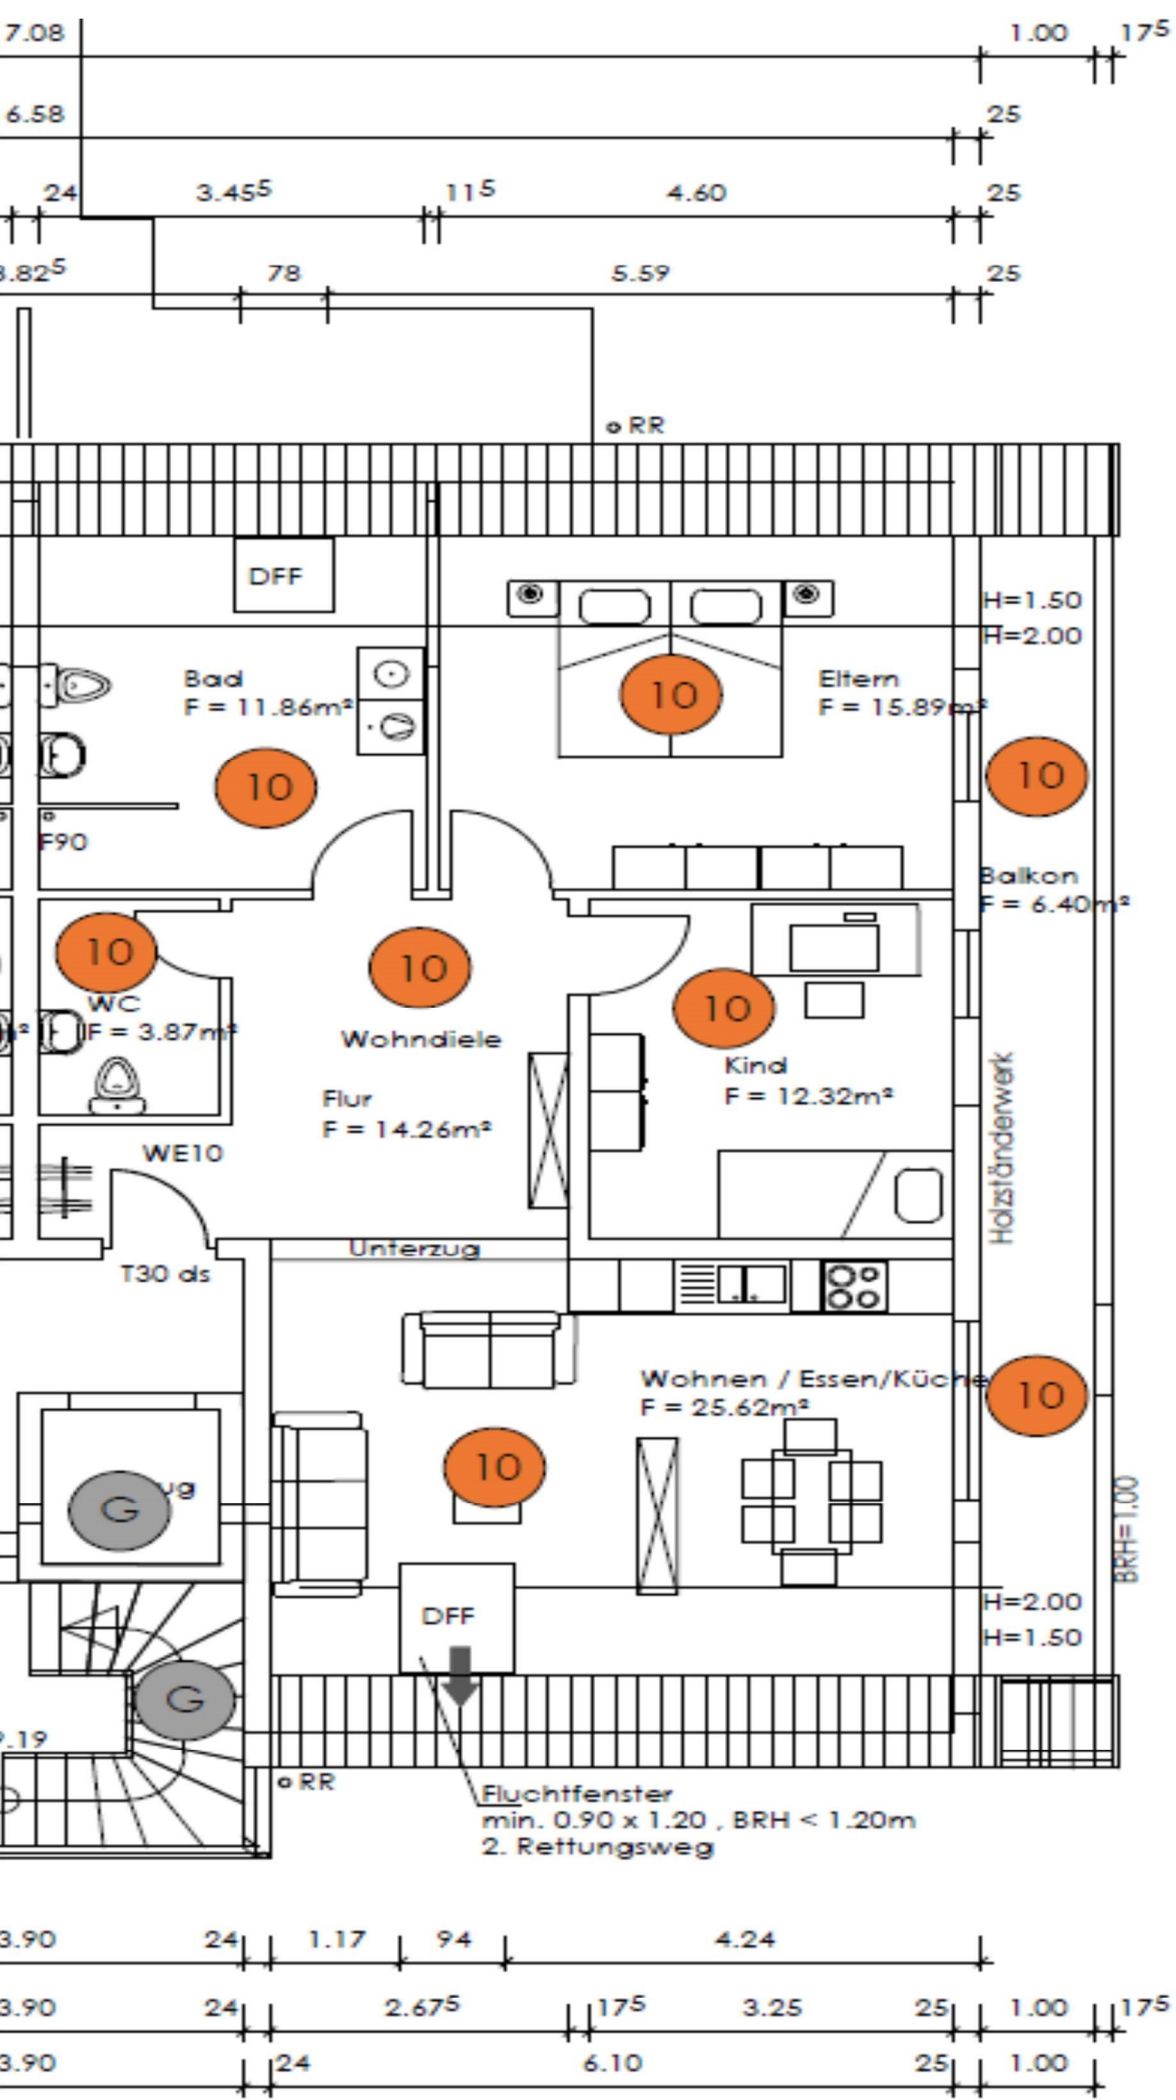 7.08 1.00 17⁵
6.58 25
24 3.45⁵ 11⁵ 4.60 25
3.82⁵ 78 5.59 25
RR
DFF
H=1.50
H=2.00
Bad
F = 11.86m²
10
Eltern
F = 15.89m²
10
10
F90
Balkon
F = 6.40m²
10
10
10
WC
F = 3.87m²
Wohndiele
Kind
F = 12.32m²
Flur
F = 14.26m²
Holzständerwerk
WE10
Unterzug
T30 ds
Wohnen / Essen/Küche
F = 25.62m²
10
10
G
ug
BRH=1.00
DFF
H=2.00
H=1.50
G
.19
RR
Fluchtfenster
min. 0.90 x 1.20 , BRH < 1.20m
2. Rettungsweg
3.90 24 1.17 94 4.24
3.90 24 2.67⁵ 17⁵ 3.25 25 1.00 17⁵
3.90 24 6.10 25 1.00